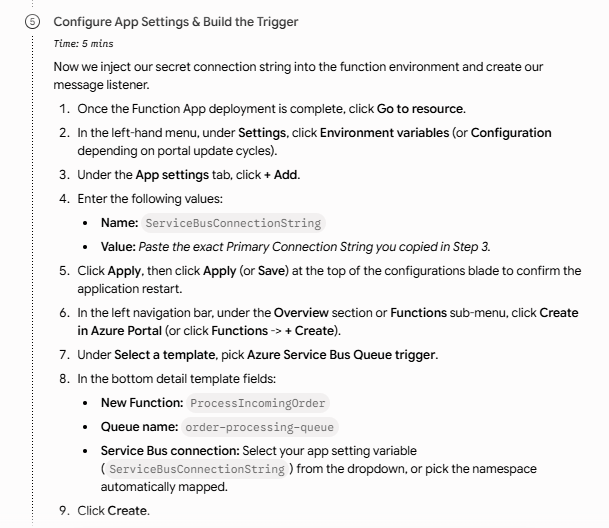 5 Configure App Settings & Build the Trigger
Time: 5 mins
Now we inject our secret connection string into the function environment and create our
message listener.
1. Once the Function App deployment is complete, click Go to resource.
2. In the left-hand menu, under Settings, click Environment variables (or Configuration
depending on portal update cycles).
3. Under the App settings tab, click + Add.
4. Enter the following values:
• Name: ServiceBusConnectionString
• Value: Paste the exact Primary Connection String you copied in Step 3.
5. Click Apply, then click Apply (or Save) at the top of the configurations blade to confirm the
application restart.
6. In the left navigation bar, under the Overview section or Functions sub-menu, click Create
in Azure Portal (or click Functions -> + Create).
7. Under Select a template, pick Azure Service Bus Queue trigger.
8. In the bottom detail template fields:
• New Function: ProcessIncomingOrder
• Queue name: order-processing-queue
• Service Bus connection: Select your app setting variable
( ServiceBusConnectionString ) from the dropdown, or pick the namespace
automatically mapped.
9. Click Create.